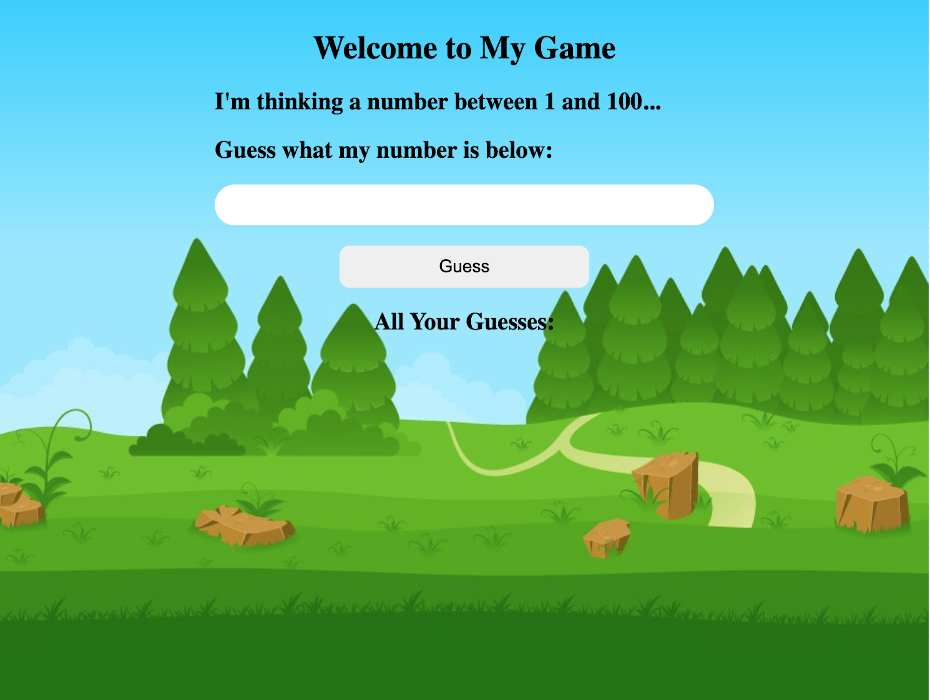 Welcome to My Game
I'm thinking a number between 1 and 100...
Guess what my number is below:
Guess
All Your Guesses: